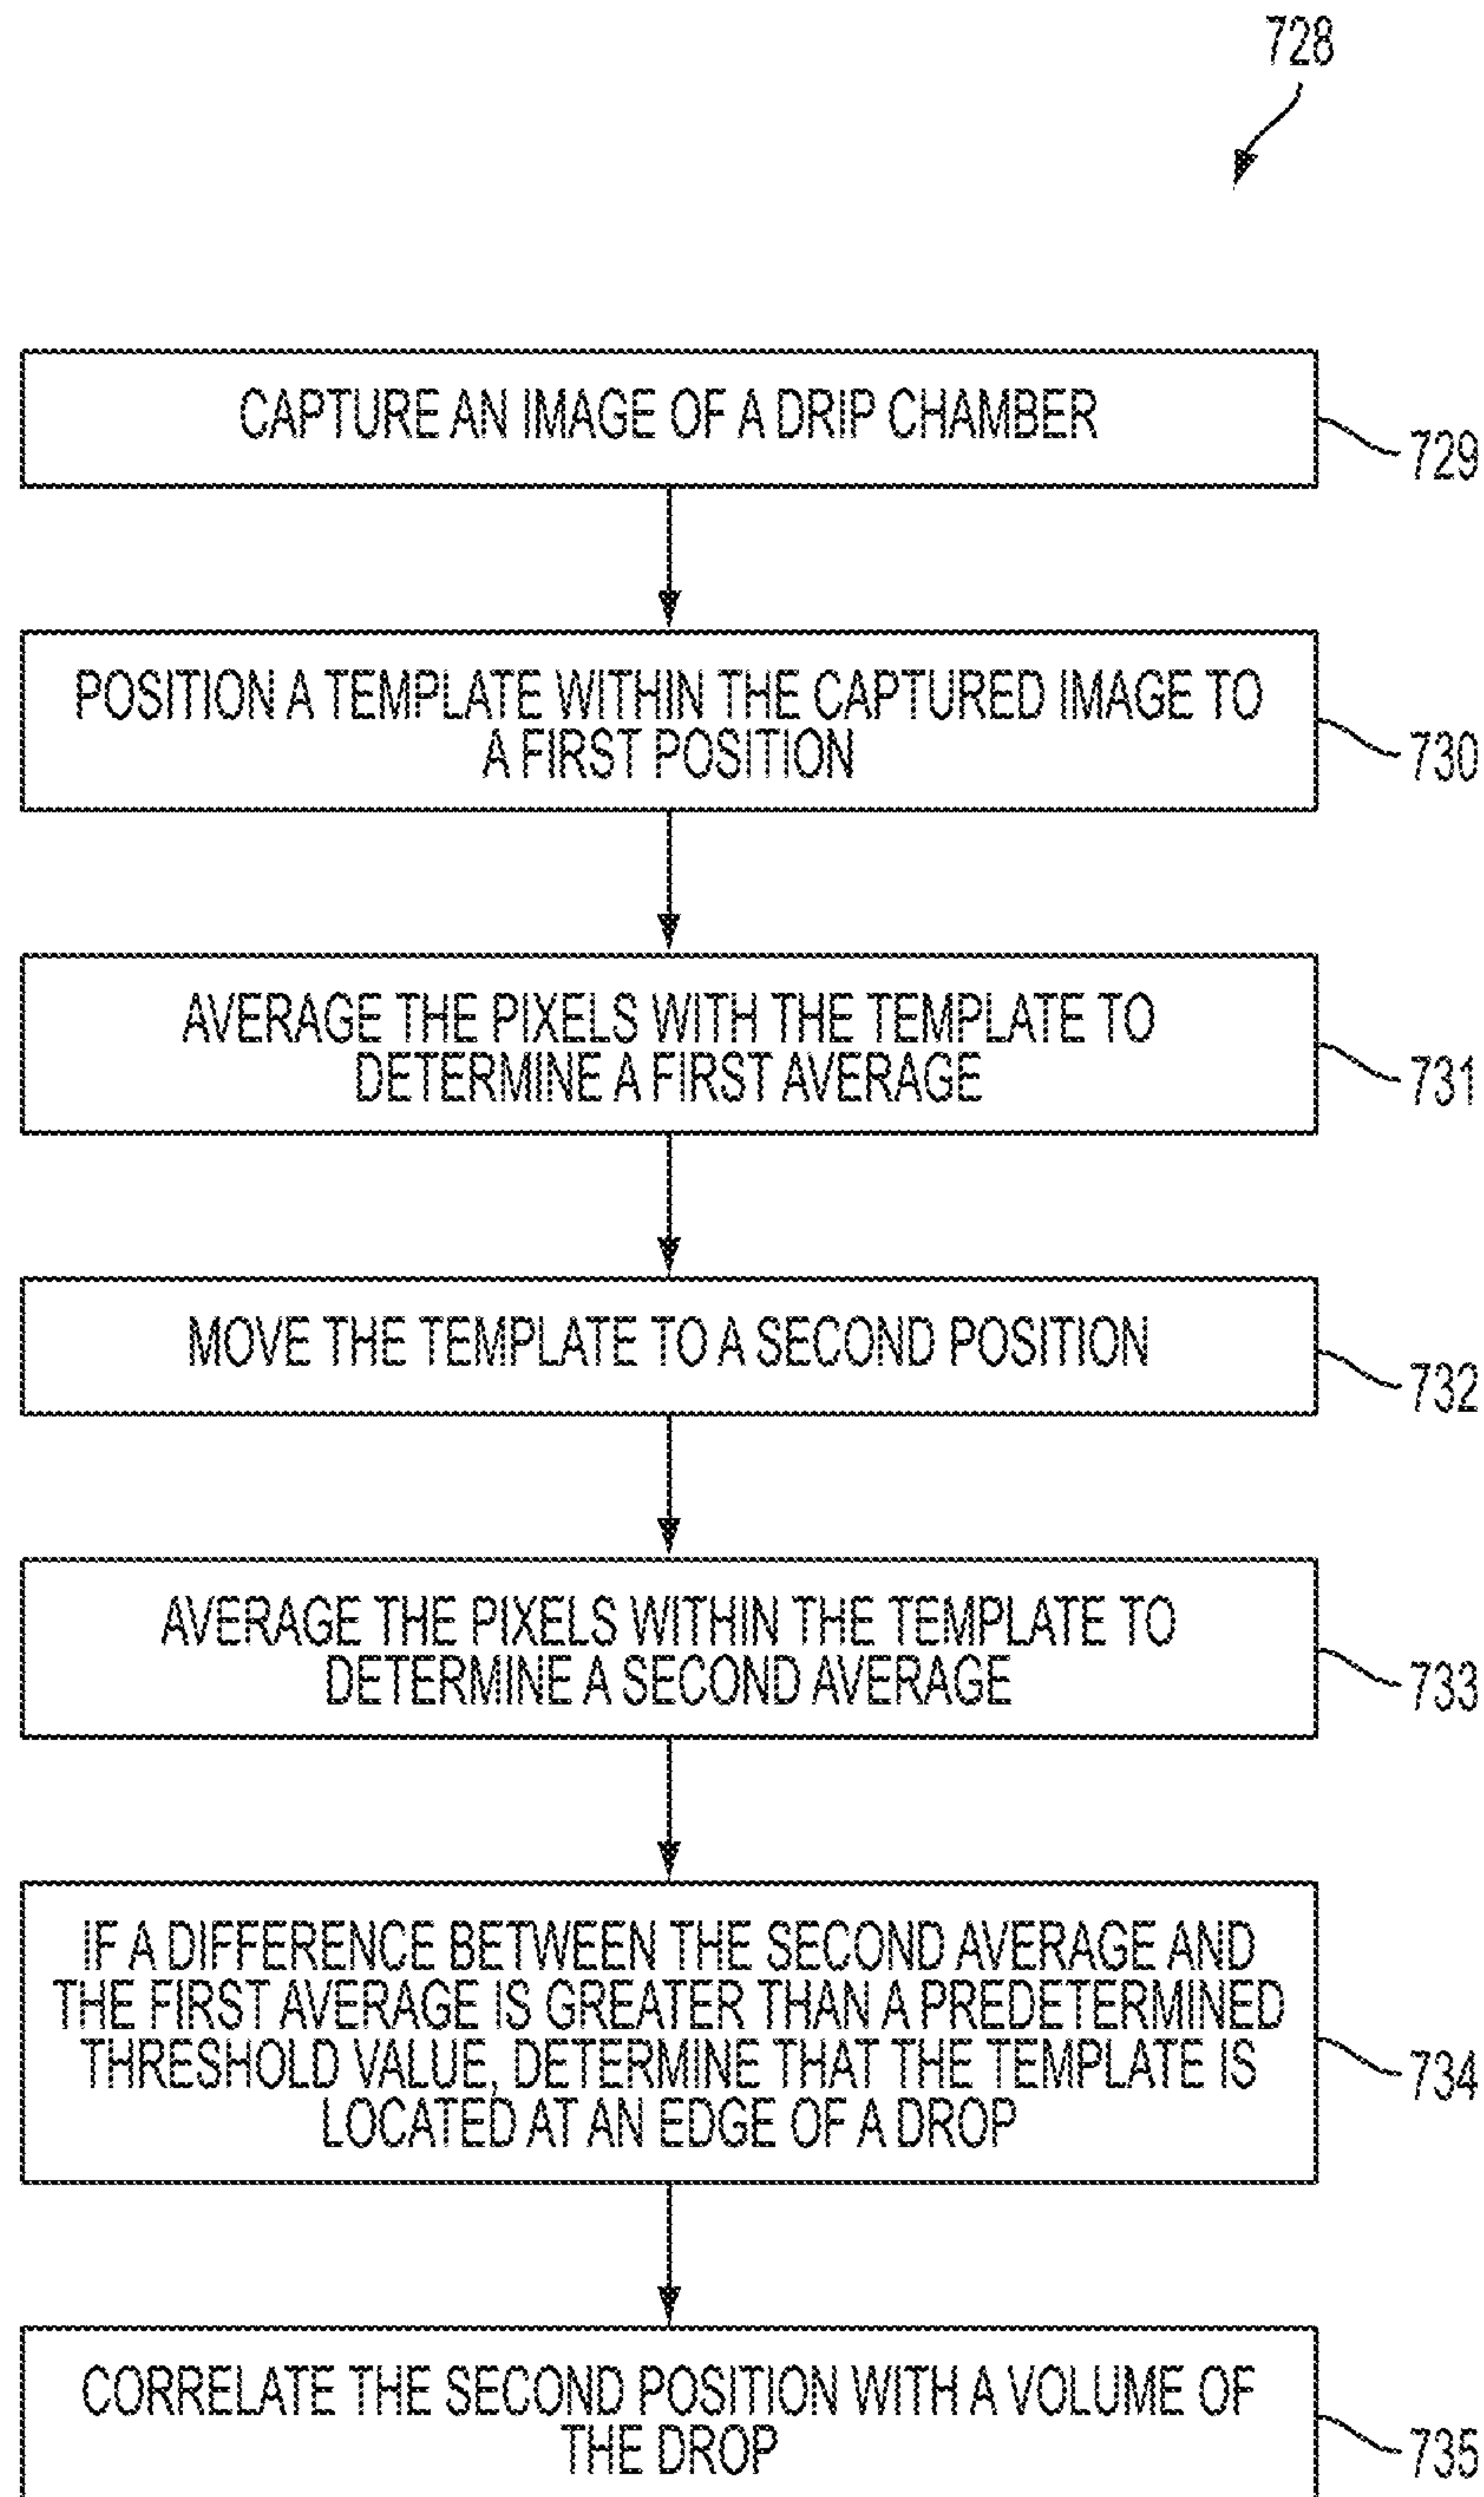 728
CAPTURE AN IMAGE OF A DRIP CHAMBER
729
POSITION A TEMPLATE WITHIN THE CAPTURED IMAGE TO
A FIRST POSITION
730
AVERAGE THE PIXELS WITH THE TEMPLATE TO
DETERMINE A FIRST AVERAGE
731
MOVE THE TEMPLATE TO A SECOND POSITION
732
AVERAGE THE PIXELS WITHIN THE TEMPLATE TO
DETERMINE A SECOND AVERAGE
733
IF A DIFFERENCE BETWEEN THE SECOND AVERAGE AND
THE FIRST AVERAGE IS GREATER THAN A PREDETERMINED
THRESHOLD VALUE, DETERMINE THAT THE TEMPLATE IS
LOCATED AT AN EDGE OF A DROP
734
CORRELATE THE SECOND POSITION WITH A VOLUME OF
THE DROP
735